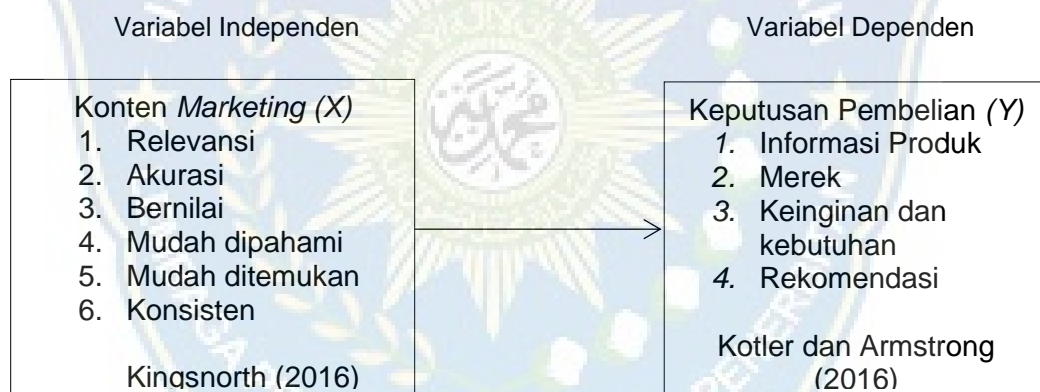 Variabel Independen
Variabel Dependen
Konten Marketing (X)
1. Relevansi
2. Akurasi
3. Bernilai
4. Mudah dipahami
5. Mudah ditemukan
6. Konsisten
Kingsnorth (2016)
Keputusan Pembelian (Y)
1. Informasi Produk
2. Merek
3. Keinginan dan
kebutuhan
4. Rekomendasi
Kotler dan Armstrong
(2016)